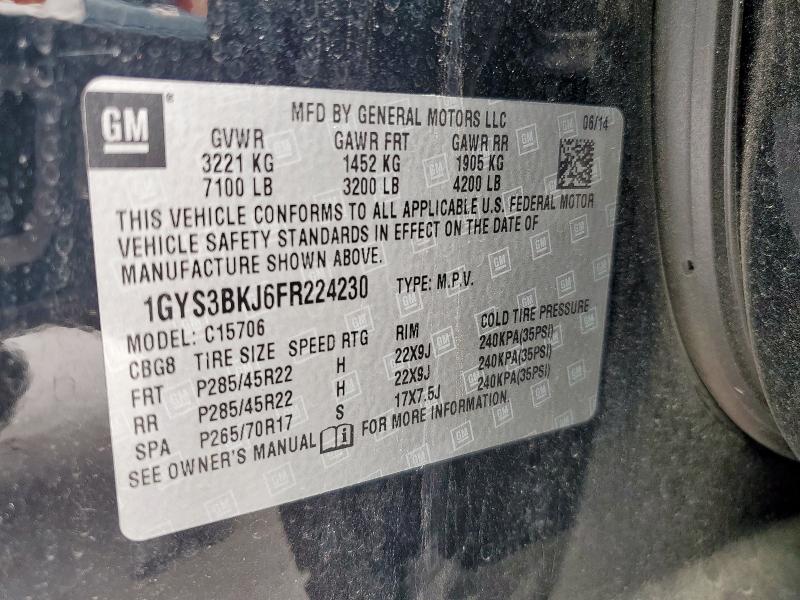 GM
MFD BY GENERAL MOTORS LLC 06/14
GVWR GAWR FRT GAWR RR
3221 KG 1452 KG 1905 KG
7100 LB 3200 LB 4200 LB
THIS VEHICLE CONFORMS TO ALL APPLICABLE U.S. FEDERAL MOTOR
VEHICLE SAFETY STANDARDS IN EFFECT ON THE DATE OF
MANUFACTURE SHOWN ABOVE.
1GYS3BKJ6FR224230 TYPE: M.P.V.
MODEL: C15706
CBG8 TIRE SIZE SPEED RTG RIM COLD TIRE PRESSURE
FRT P285/45R22 H 22X9J 240KPA(35PSI)
RR P285/45R22 H 22X9J 240KPA(35PSI)
SPA P265/70R17 S 17X7.5J 240KPA(35PSI)
SEE OWNER'S MANUAL FOR MORE INFORMATION.